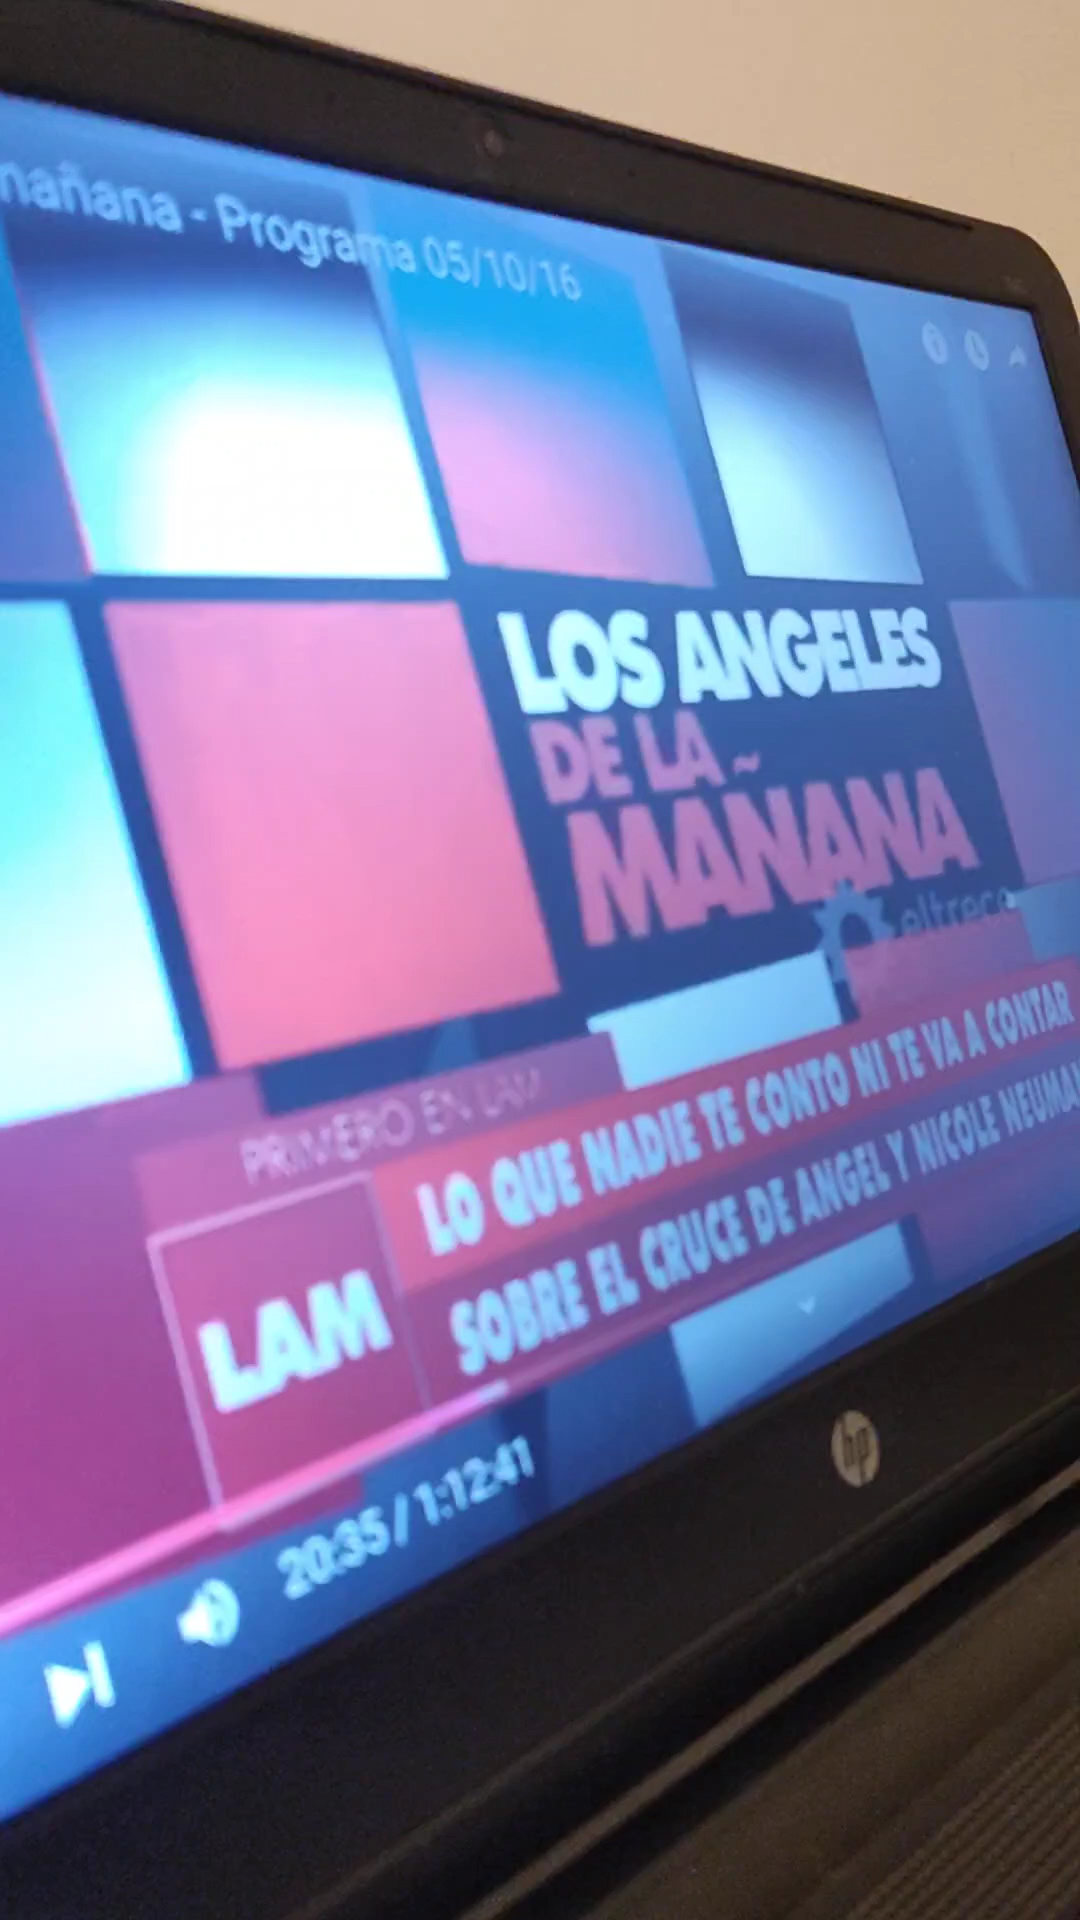 mañana - Programa 05/10/16
LOS ANGELES
DE LA
MAÑANA
eltrece
PRIMERO EN LAM
LO QUE NADIE TE CONTO NI TE VA A CONTAR
LAM
SOBRE EL CRUCE DE ANGEL Y NICOLE NEUMA
20:35 / 1:12:41
hp